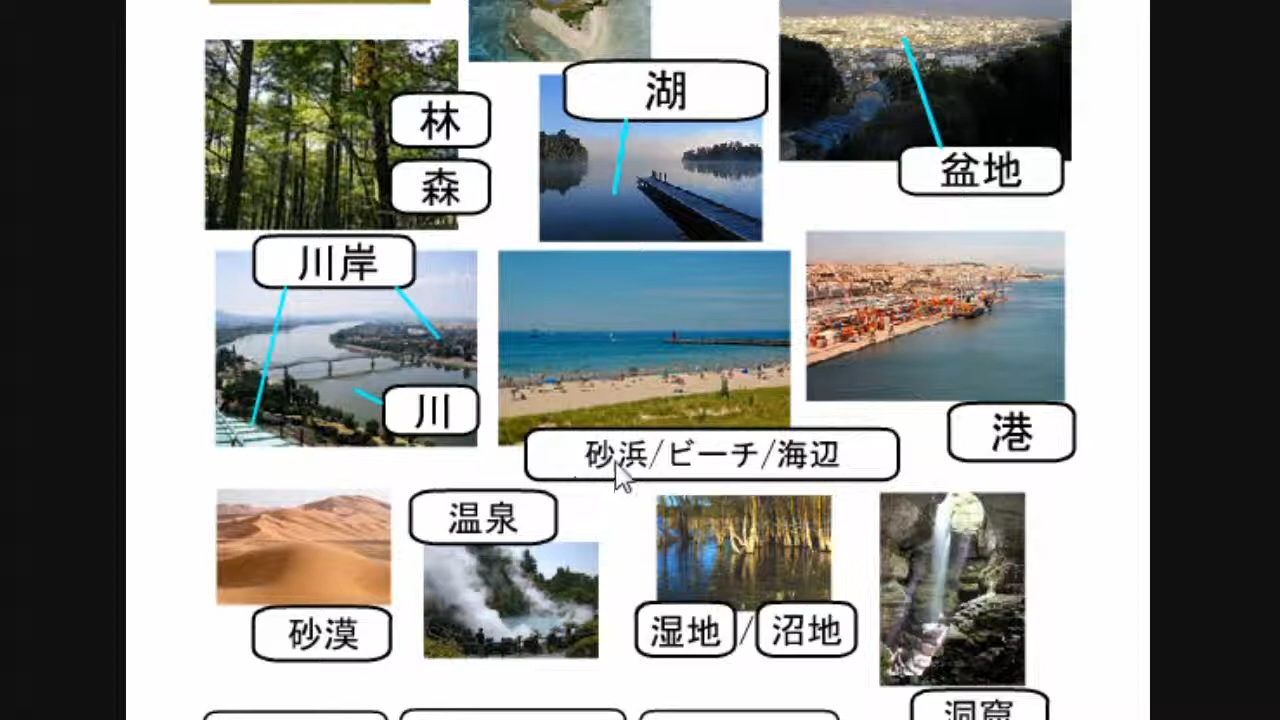 湖
林
盆地
森
川岸
川
港
砂浜/ビーチ/海辺
温泉
砂漠
湿地/沼地
洞窟